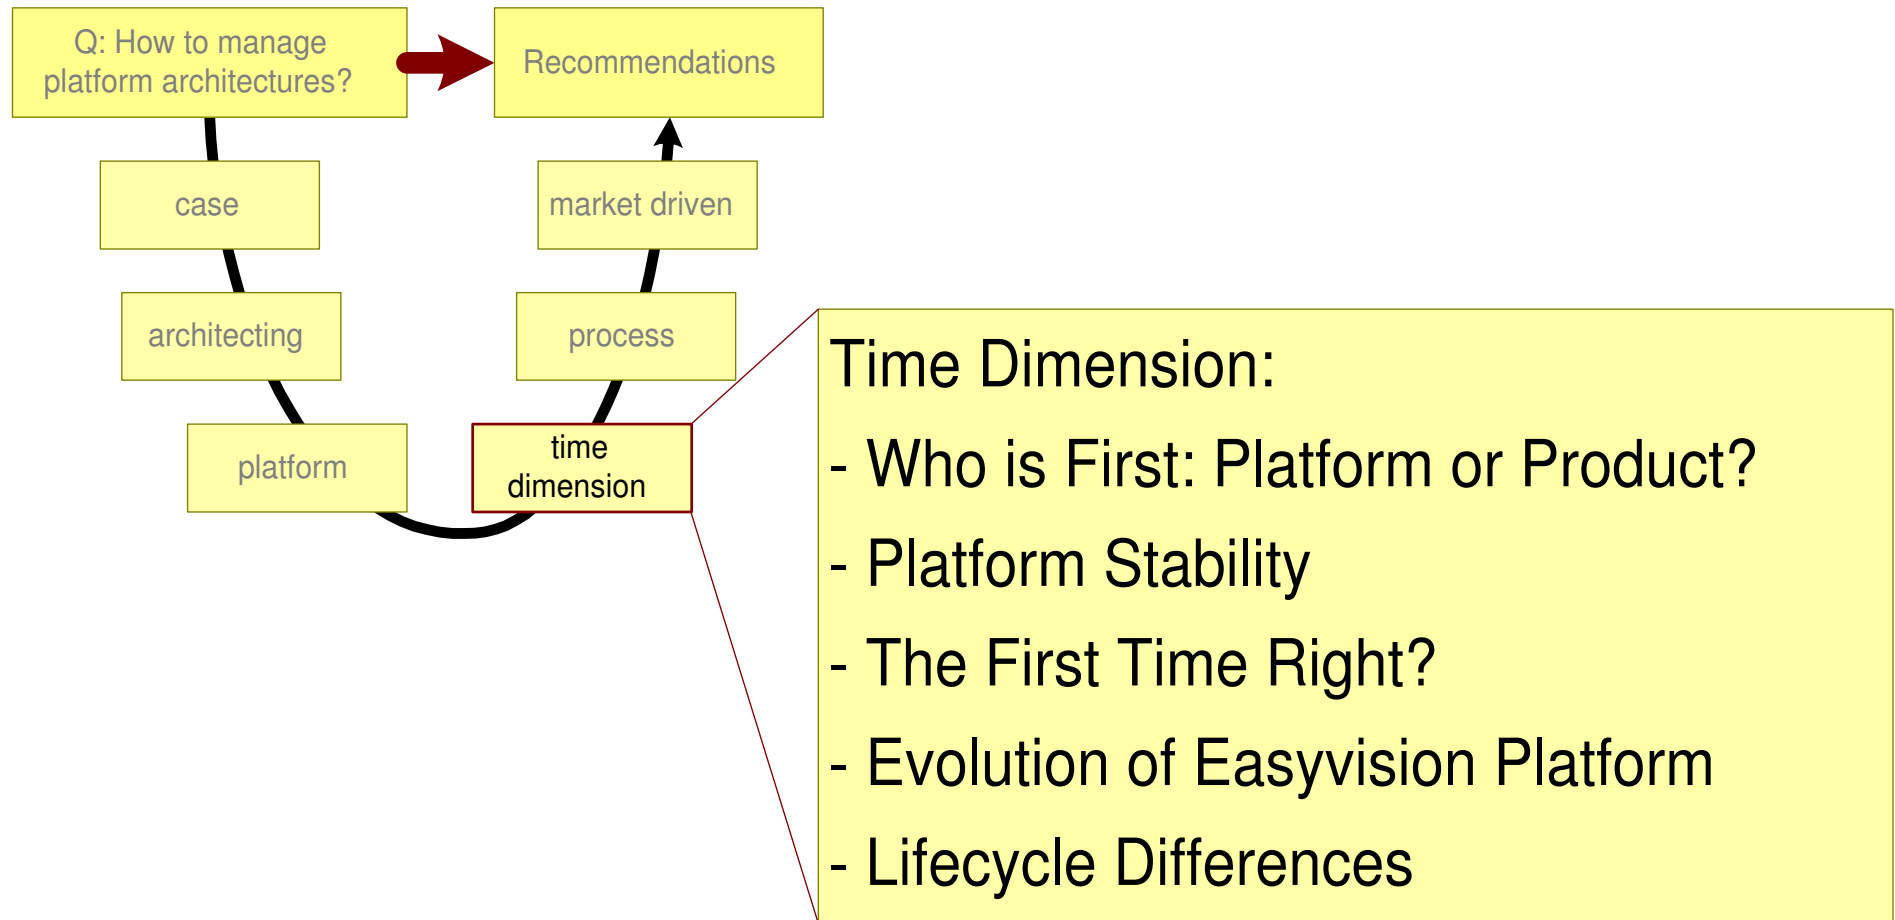 Q: How to manage
platform architectures?
Recommendations
case
market driven
architecting
process
platform
time
dimension
Time Dimension:
- Who is First: Platform or Product?
- Platform Stability
- The First Time Right?
- Evolution of Easyvision Platform
- Lifecycle Differences